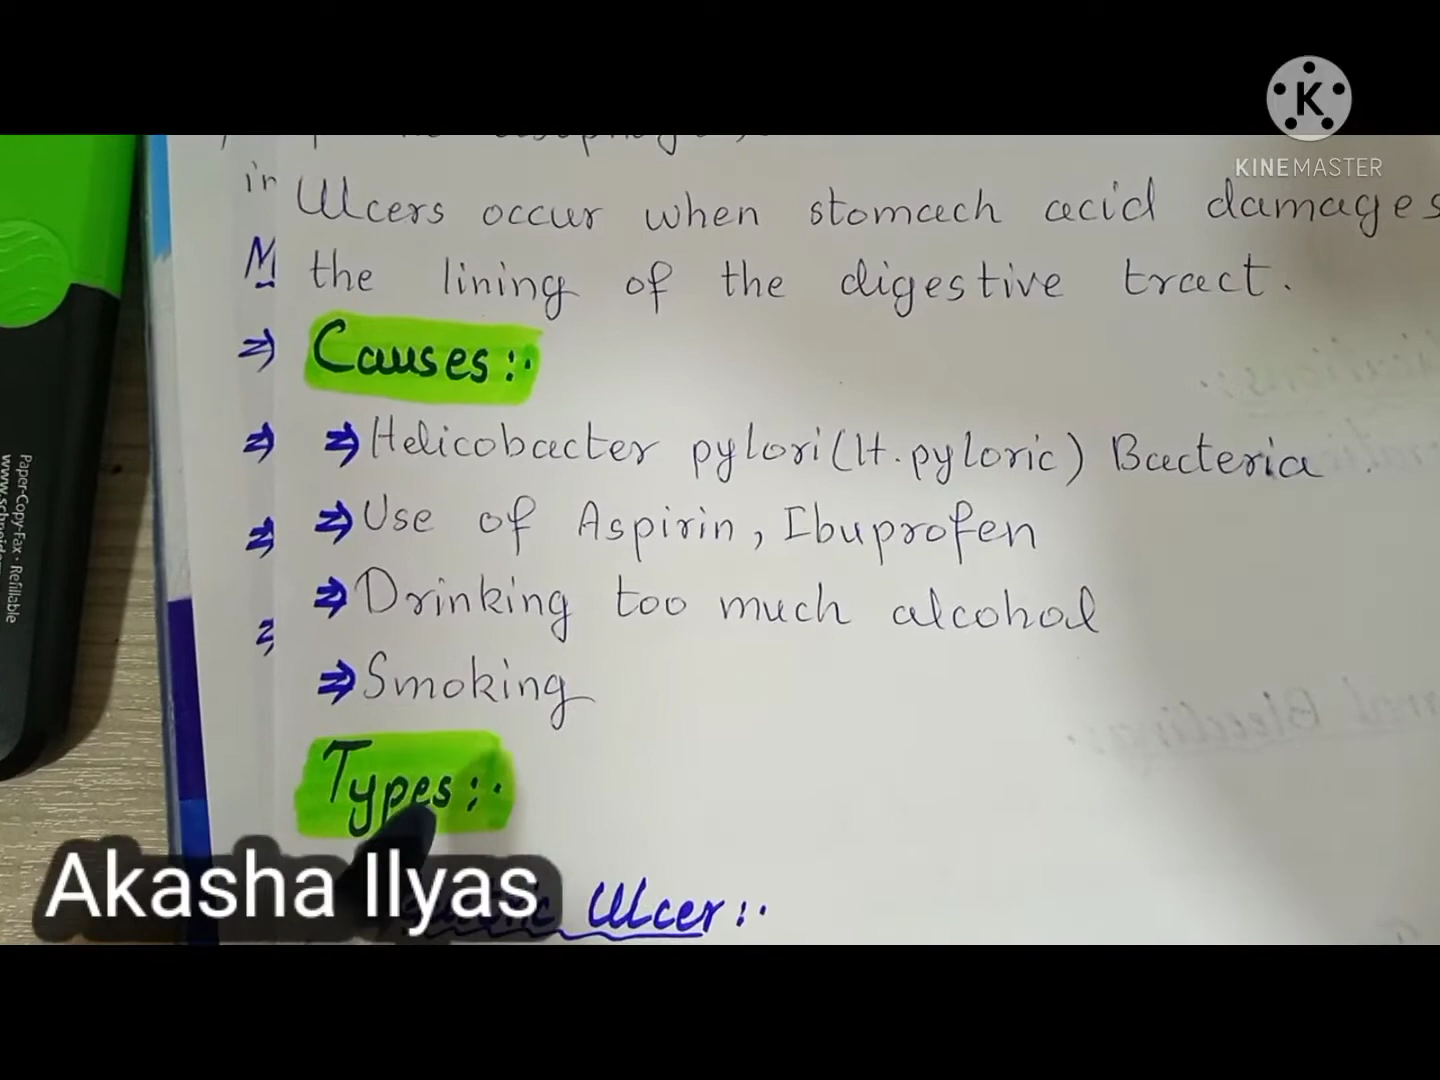 K
KINEMASTER
in
Ulcers occur when stomach acid damages
M the lining of the digestive tract.
⇒ Causes:·
⇒ ⇒ Helicobacter pylori (H. pyloric) Bacteria
⇒ ⇒ Use of Aspirin, Ibuprofen
⇒ Drinking too much alcohol
⇒ Smoking
Types:·
Akasha Ilyas
Ulcer:·
Paper-Copy-Fax · Refillable